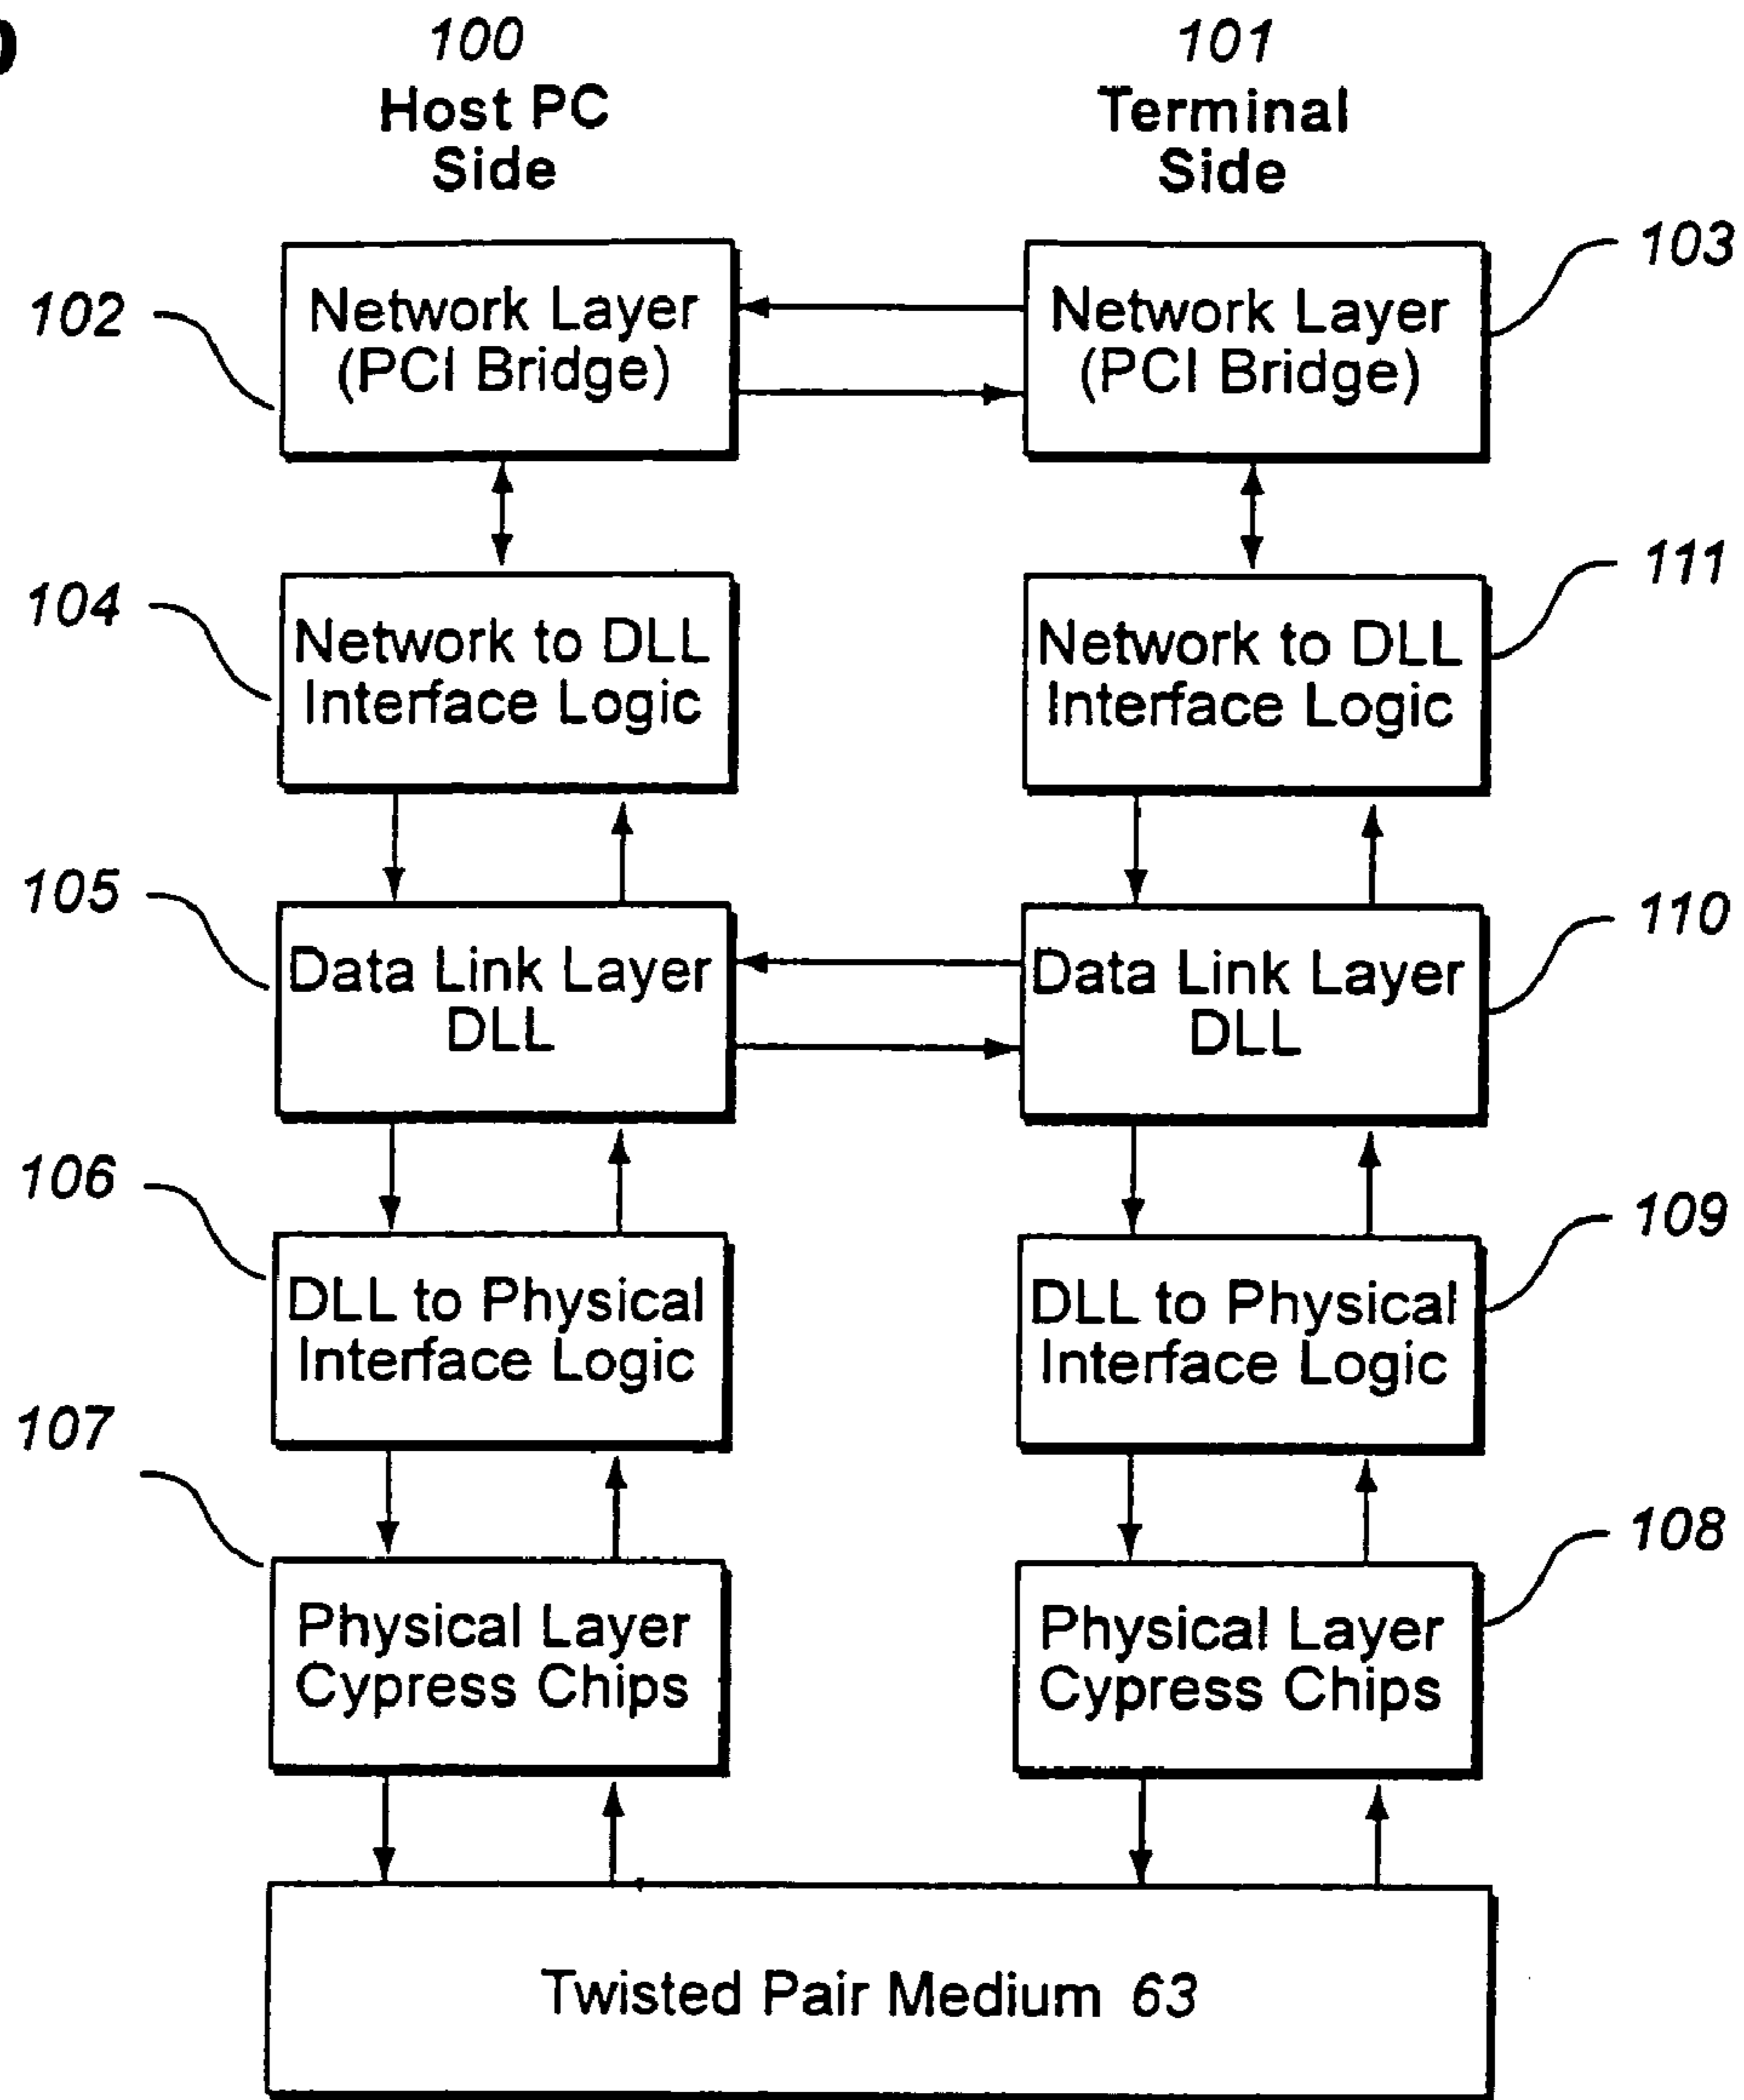 100
Host PC
Side
101
Terminal
Side
102
Network Layer
(PCI Bridge)
Network Layer
(PCI Bridge)
103
104
Network to DLL
Interface Logic
Network to DLL
Interface Logic
111
105
Data Link Layer
DLL
Data Link Layer
DLL
110
106
DLL to Physical
Interface Logic
DLL to Physical
Interface Logic
109
107
Physical Layer
Cypress Chips
Physical Layer
Cypress Chips
108
Twisted Pair Medium 63